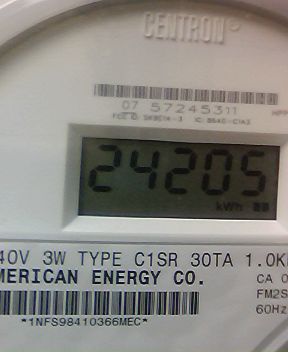 CENTRON®
07 57245311
24205
kWh
40V 3W TYPE C1SR 30TA 1.0K
MERICAN ENERGY CO.
CA 0
FM2S
60Hz
*1NFS98410366MEC*